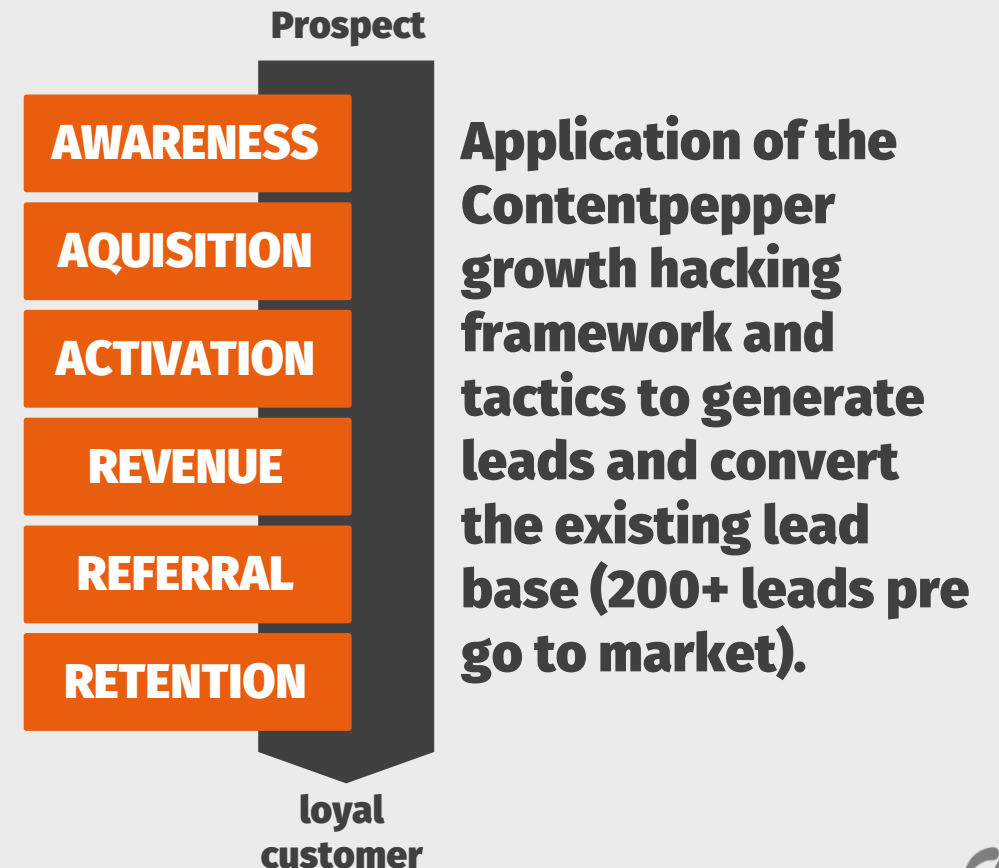 Prospect
AWARENESS
AQUISITION
ACTIVATION
REVENUE
REFERRAL
RETENTION
loyal
customer
Application of the
Contentpepper
growth hacking
framework and
tactics to generate
leads and convert
the existing lead
base (200+ leads pre
go to market).